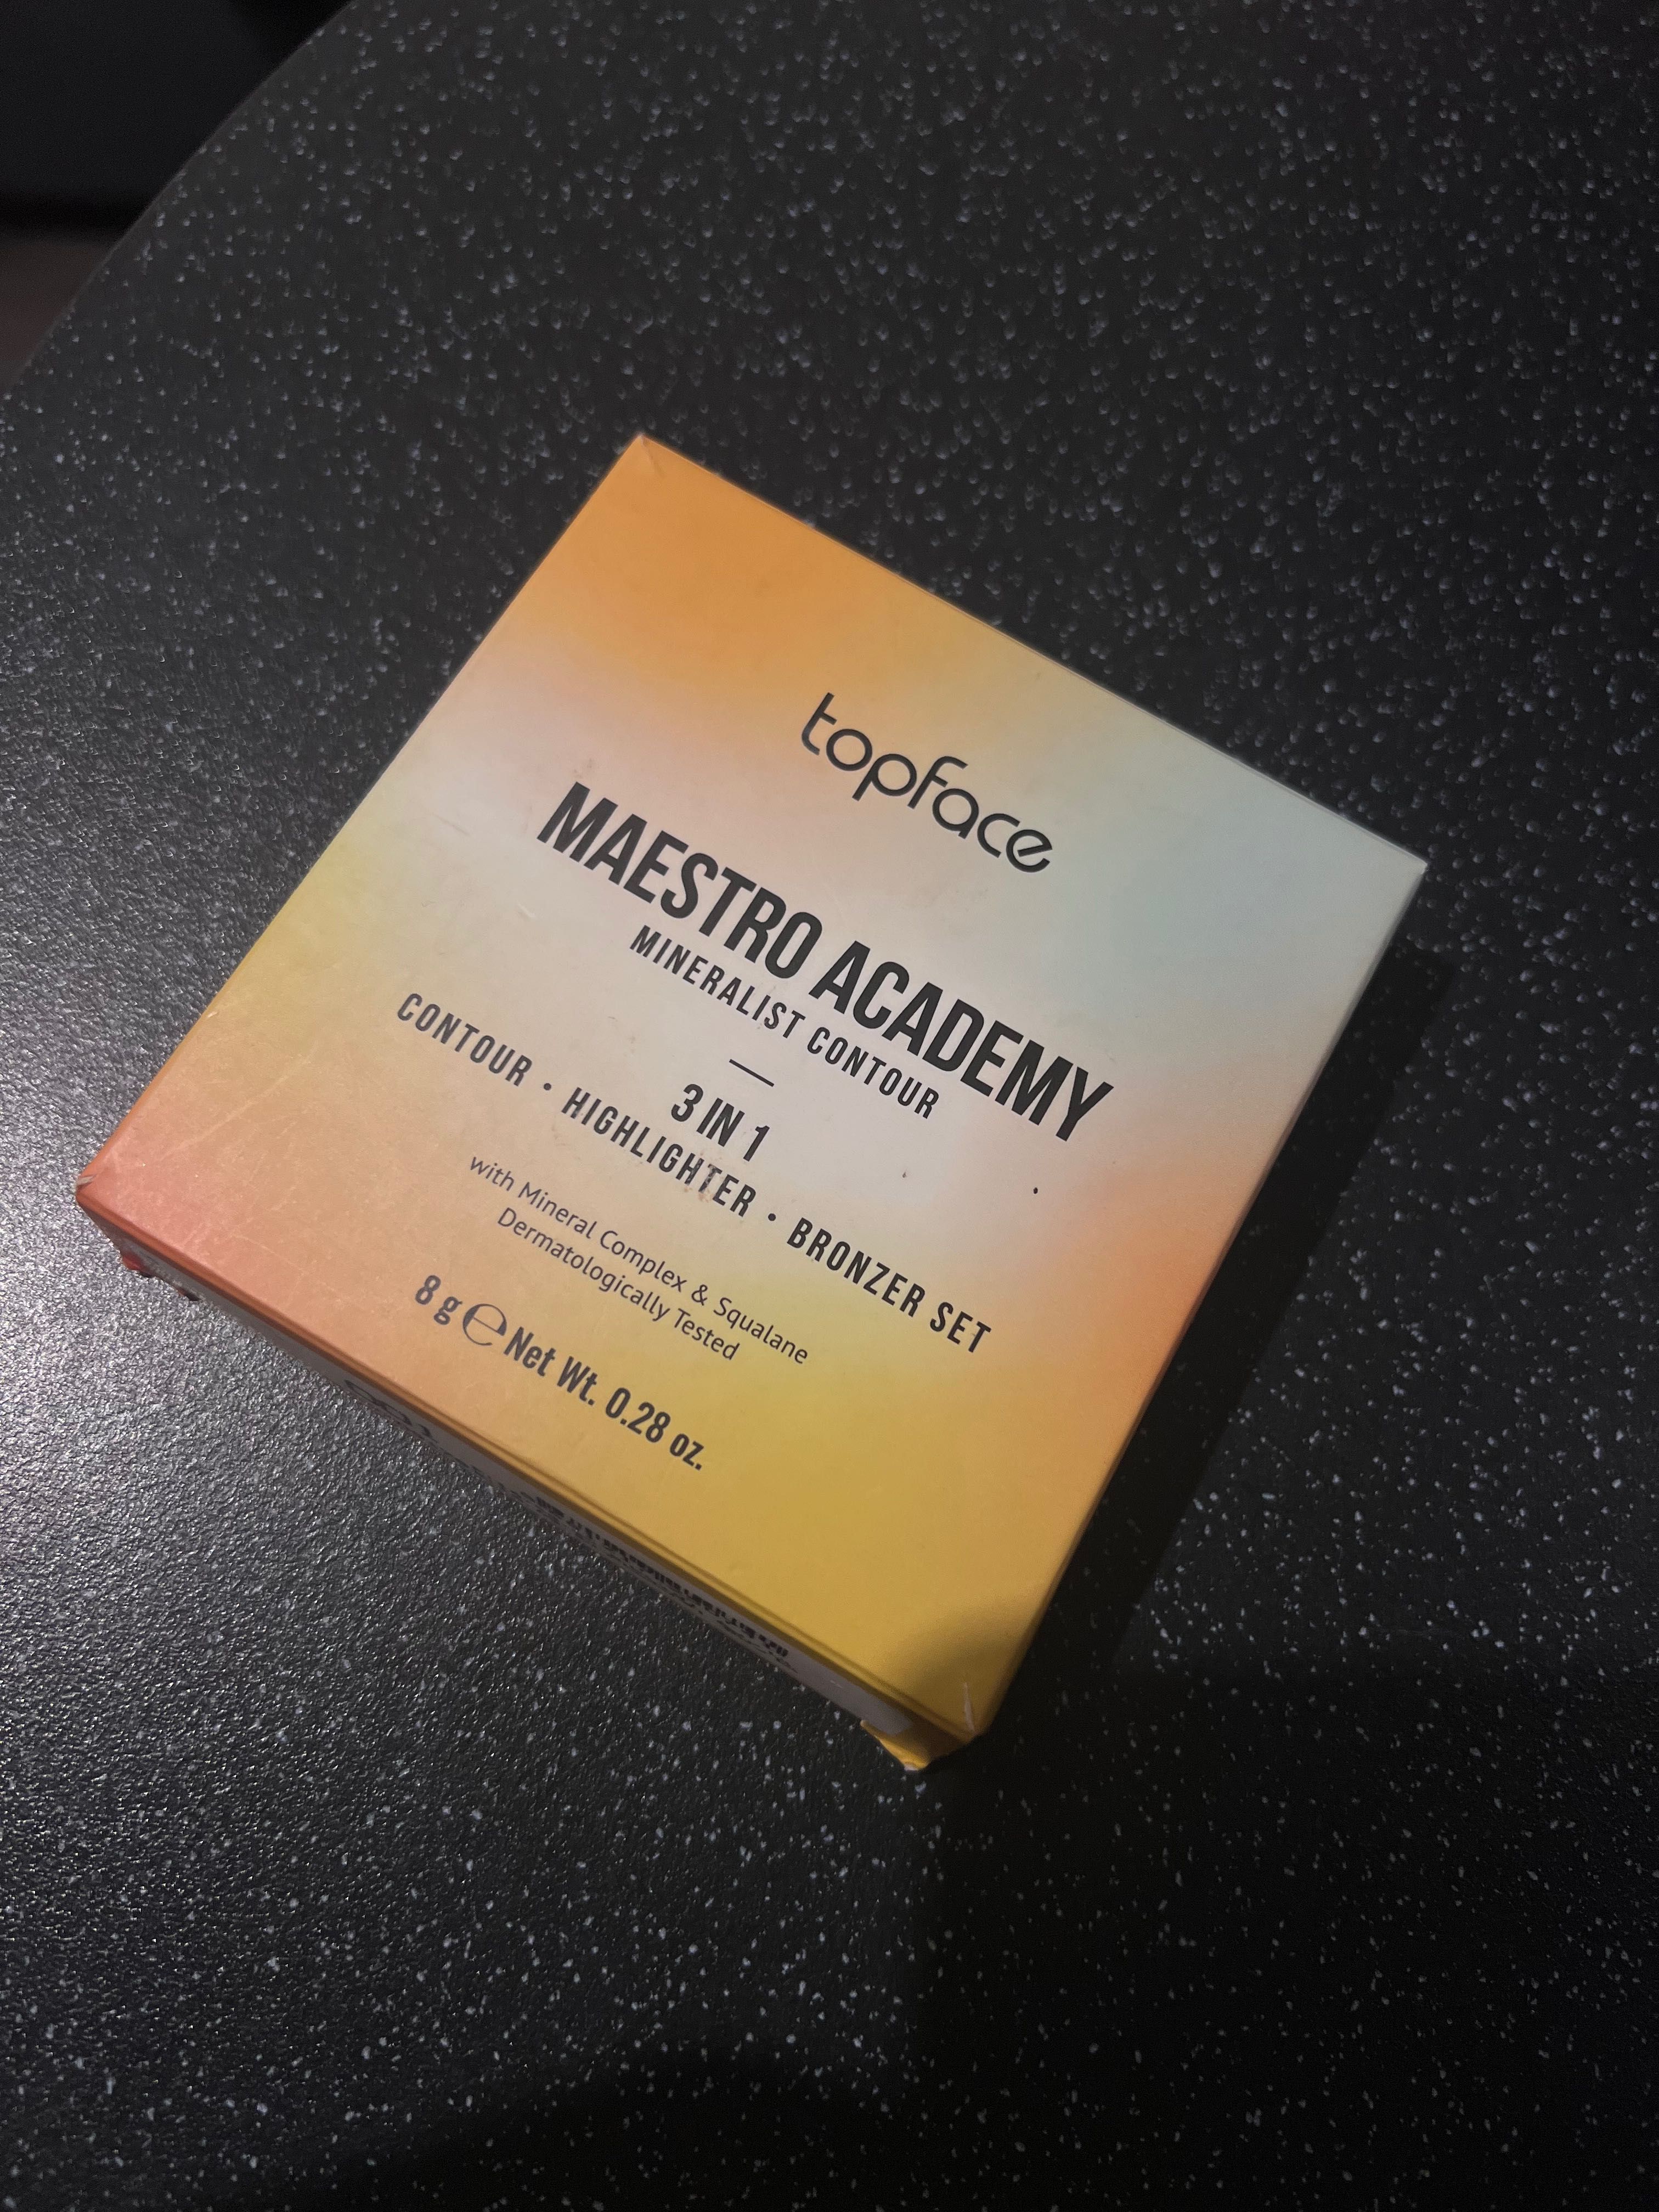 topface
MAESTRO ACADEMY
MINERALIST CONTOUR
3 IN 1
CONTOUR • HIGHLIGHTER • BRONZER SET
with Mineral Complex & Squalane
Dermatologically Tested
8 g ℮ Net Wt. 0.28 oz.